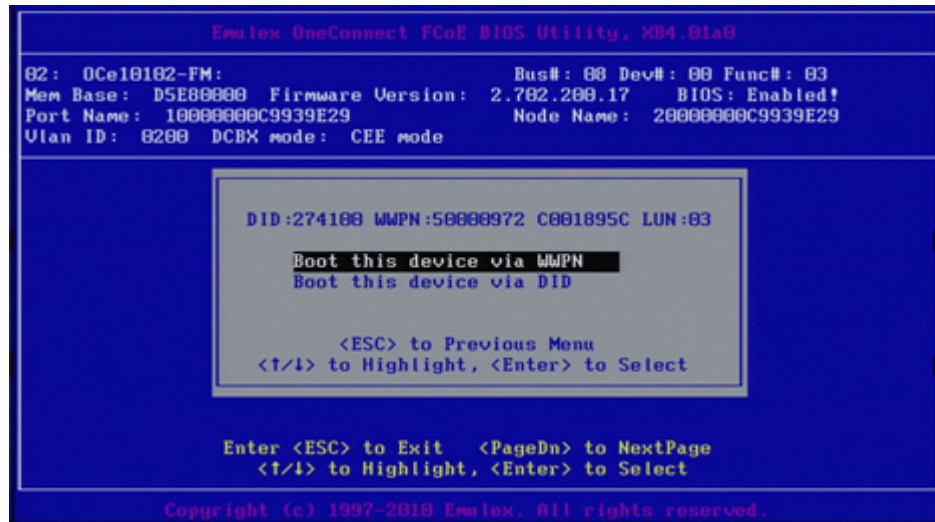 Emulex OneConnect FCoE BIOS Utility, XB4.01a0
02: OCe10102-FM: Bus#: 08 Dev#: 00 Func#: 03
Mem Base: D5E80000 Firmware Version: 2.702.200.17 BIOS: Enabled!
Port Name: 10000000C9939E29 Node Name: 20000000C9939E29
Vlan ID: 0200 DCBX mode: CEE mode
DID:274100 WWPN:50000972 C001895C LUN:03
Boot this device via WWPN
Boot this device via DID
<ESC> to Previous Menu
<↑/↓> to Highlight, <Enter> to Select
Enter <ESC> to Exit <PageDn> to NextPage
<↑/↓> to Highlight, <Enter> to Select
Copyright (c) 1997-2010 Emulex. All rights reserved.